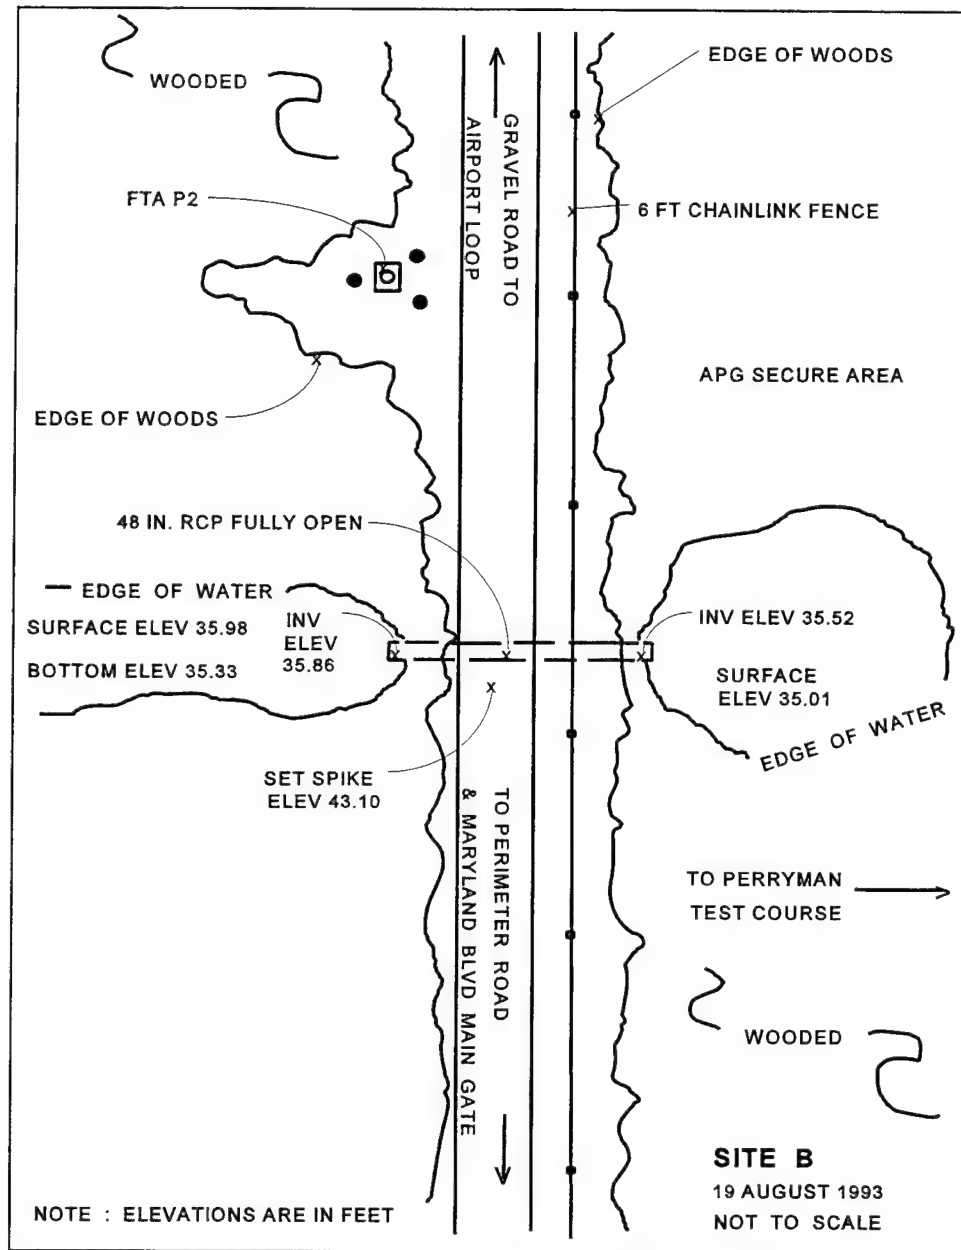 EDGE OF WOODS
WOODED
GRAVEL ROAD TO
AIRPORT LOOP
FTA P2
6 FT CHAINLINK FENCE
APG SECURE AREA
EDGE OF WOODS
48 IN. RCP FULLY OPEN
EDGE OF WATER
SURFACE ELEV 35.98
BOTTOM ELEV 35.33
INV
ELEV
35.86
INV ELEV 35.52
SURFACE
ELEV 35.01
EDGE OF WATER
SET SPIKE
ELEV 43.10
TO PERIMETER ROAD
& MARYLAND BLVD MAIN GATE
TO PERRYMAN
TEST COURSE
WOODED
SITE B
19 AUGUST 1993
NOT TO SCALE
NOTE : ELEVATIONS ARE IN FEET